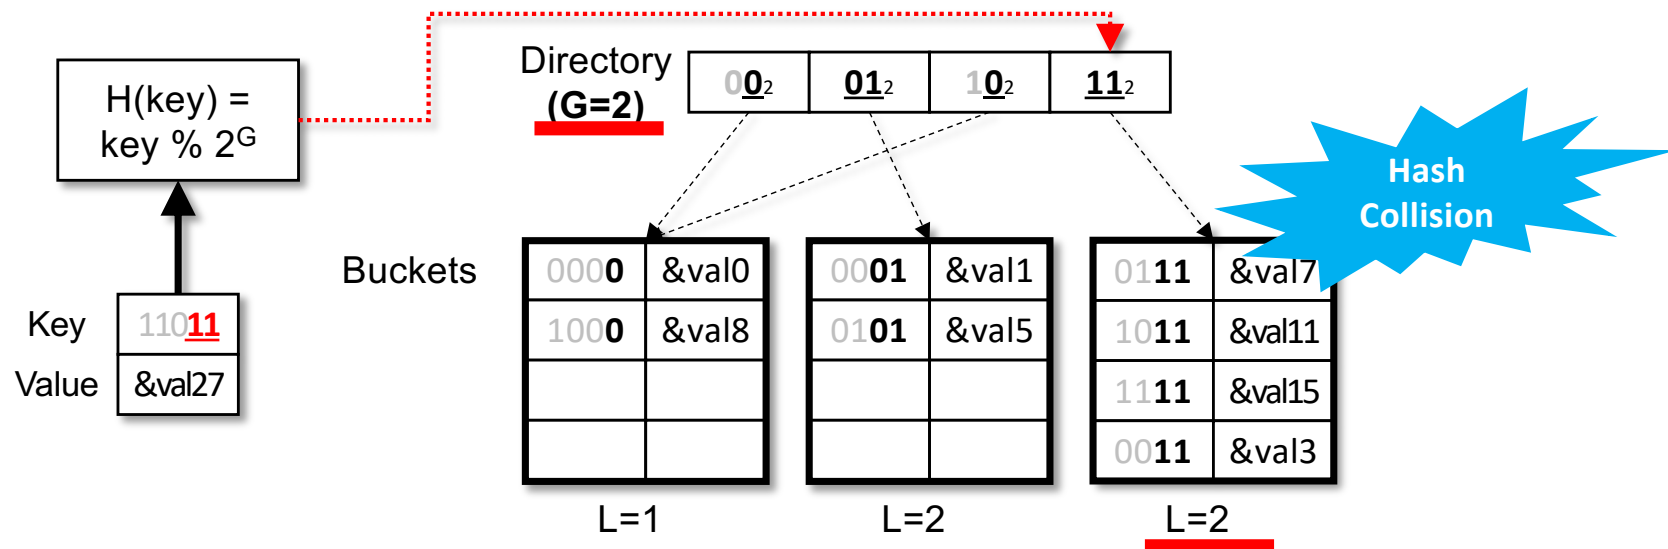 H(key) =
key % 2^G
Key
11011
Value
&val27
Directory
(G=2)
00₂
01₂
10₂
11₂
Hash
Collision
Buckets
0000 &val0
1000 &val8
L=1
0001 &val1
0101 &val5
L=2
0111 &val7
1011 &val11
1111 &val15
0011 &val3
L=2